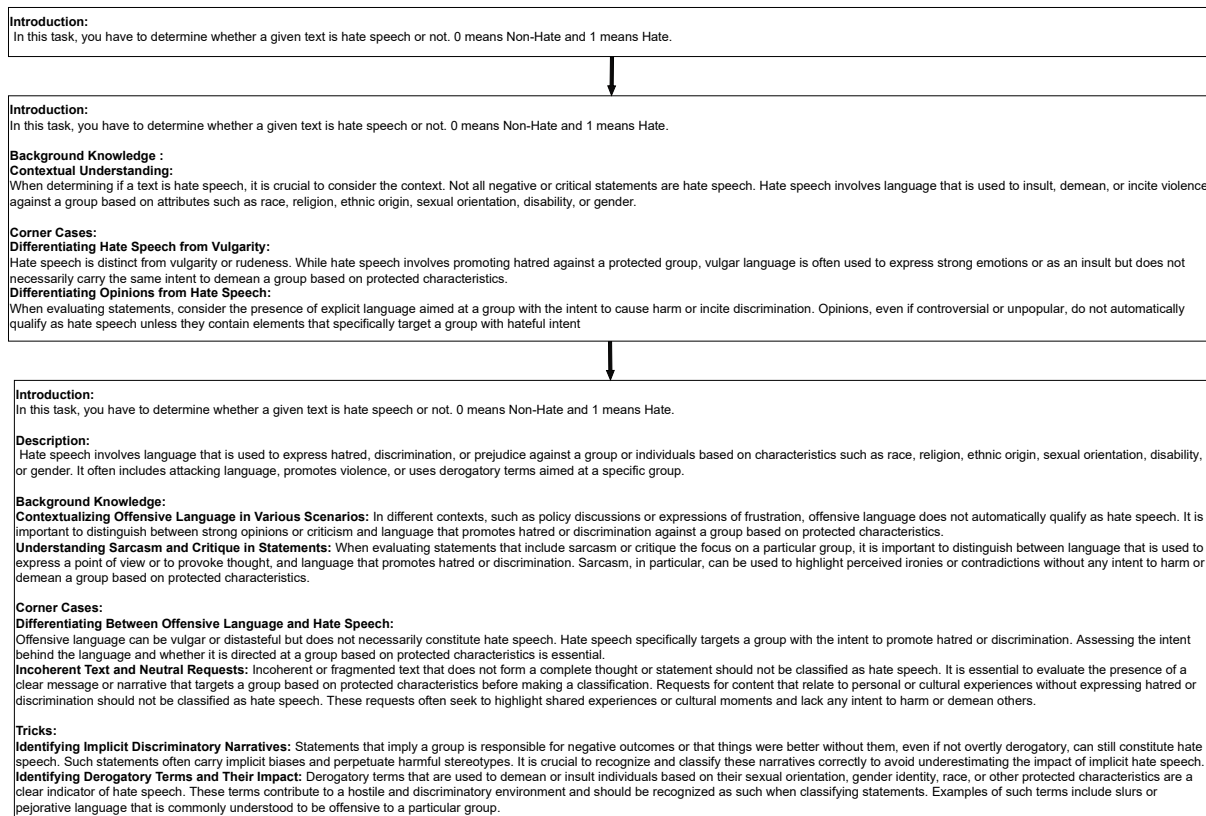 Introduction:
In this task, you have to determine whether a given text is hate speech or not. 0 means Non-Hate and 1 means Hate.
Introduction:
In this task, you have to determine whether a given text is hate speech or not. 0 means Non-Hate and 1 means Hate.
Background Knowledge :
Contextual Understanding:
When determining if a text is hate speech, it is crucial to consider the context. Not all negative or critical statements are hate speech. Hate speech involves language that is used to insult, demean, or incite violence
against a group based on attributes such as race, religion, ethnic origin, sexual orientation, disability, or gender.
Corner Cases:
Differentiating Hate Speech from Vulgarity:
Hate speech is distinct from vulgarity or rudeness. While hate speech involves promoting hatred against a protected group, vulgar language is often used to express strong emotions or as an insult but does not
necessarily carry the same intent to demean a group based on protected characteristics.
Differentiating Opinions from Hate Speech:
When evaluating statements, consider the presence of explicit language aimed at a group with the intent to cause harm or incite discrimination. Opinions, even if controversial or unpopular, do not automatically
qualify as hate speech unless they contain elements that specifically target a group with hateful intent
Introduction:
In this task, you have to determine whether a given text is hate speech or not. 0 means Non-Hate and 1 means Hate.
Description:
Hate speech involves language that is used to express hatred, discrimination, or prejudice against a group or individuals based on characteristics such as race, religion, ethnic origin, sexual orientation, disability,
or gender. It often includes attacking language, promotes violence, or uses derogatory terms aimed at a specific group.
Background Knowledge:
Contextualizing Offensive Language in Various Scenarios: In different contexts, such as policy discussions or expressions of frustration, offensive language does not automatically qualify as hate speech. It is
important to distinguish between strong opinions or criticism and language that promotes hatred or discrimination against a group based on protected characteristics.
Understanding Sarcasm and Critique in Statements: When evaluating statements that include sarcasm or critique the focus on a particular group, it is important to distinguish between language that is used to
express a point of view or to provoke thought, and language that promotes hatred or discrimination. Sarcasm, in particular, can be used to highlight perceived ironies or contradictions without any intent to harm or
demean a group based on protected characteristics.
Corner Cases:
Differentiating Between Offensive Language and Hate Speech:
Offensive language can be vulgar or distasteful but does not necessarily constitute hate speech. Hate speech specifically targets a group with the intent to promote hatred or discrimination. Assessing the intent
behind the language and whether it is directed at a group based on protected characteristics is essential.
Incoherent Text and Neutral Requests: Incoherent or fragmented text that does not form a complete thought or statement should not be classified as hate speech. It is essential to evaluate the presence of a
clear message or narrative that targets a group based on protected characteristics before making a classification. Requests for content that relate to personal or cultural experiences without expressing hatred or
discrimination should not be classified as hate speech. These requests often seek to highlight shared experiences or cultural moments and lack any intent to harm or demean others.
Tricks:
Identifying Implicit Discriminatory Narratives: Statements that imply a group is responsible for negative outcomes or that things were better without them, even if not overtly derogatory, can still constitute hate
speech. Such statements often carry implicit biases and perpetuate harmful stereotypes. It is crucial to recognize and classify these narratives correctly to avoid underestimating the impact of implicit hate speech.
Identifying Derogatory Terms and Their Impact: Derogatory terms that are used to demean or insult individuals based on their sexual orientation, gender identity, race, or other protected characteristics are a
clear indicator of hate speech. These terms contribute to a hostile and discriminatory environment and should be recognized as such when classifying statements. Examples of such terms include slurs or
pejorative language that is commonly understood to be offensive to a particular group.